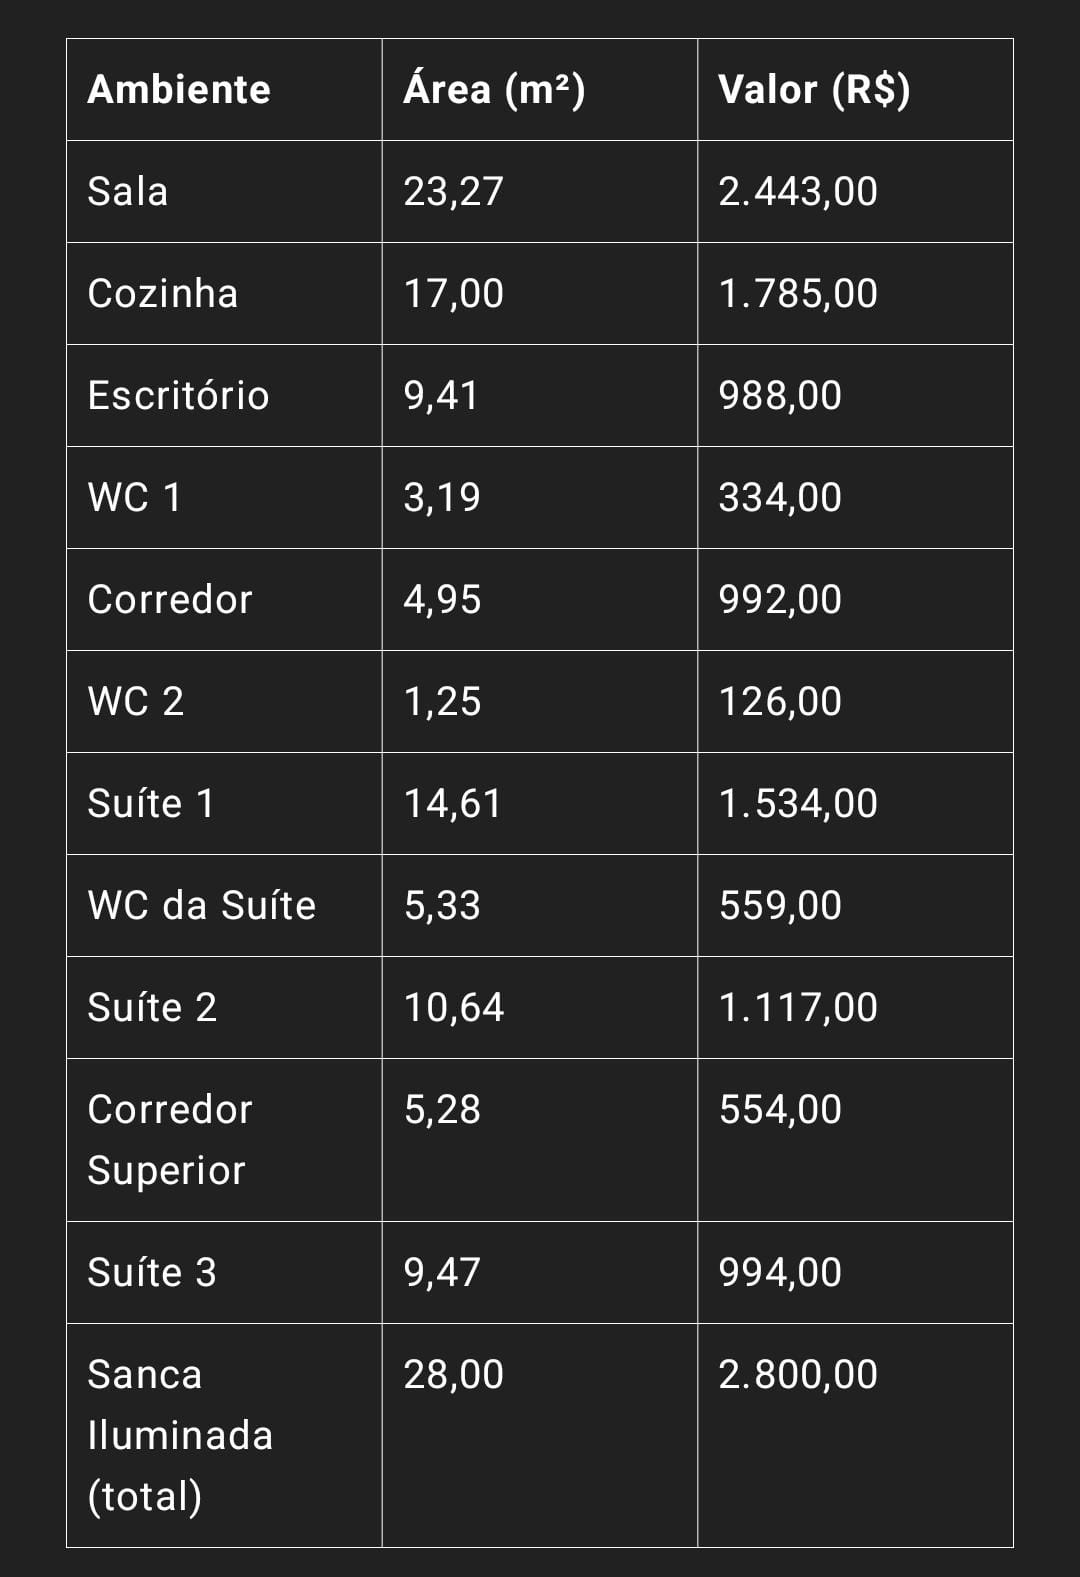 Ambiente Área (m²) Valor (R$)
Sala 23,27 2.443,00
Cozinha 17,00 1.785,00
Escritório 9,41 988,00
WC 1 3,19 334,00
Corredor 4,95 992,00
WC 2 1,25 126,00
Suíte 1 14,61 1.534,00
WC da Suíte 5,33 559,00
Suíte 2 10,64 1.117,00
Corredor 5,28 554,00
Superior
Suíte 3 9,47 994,00
Sanca 28,00 2.800,00
Iluminada
(total)